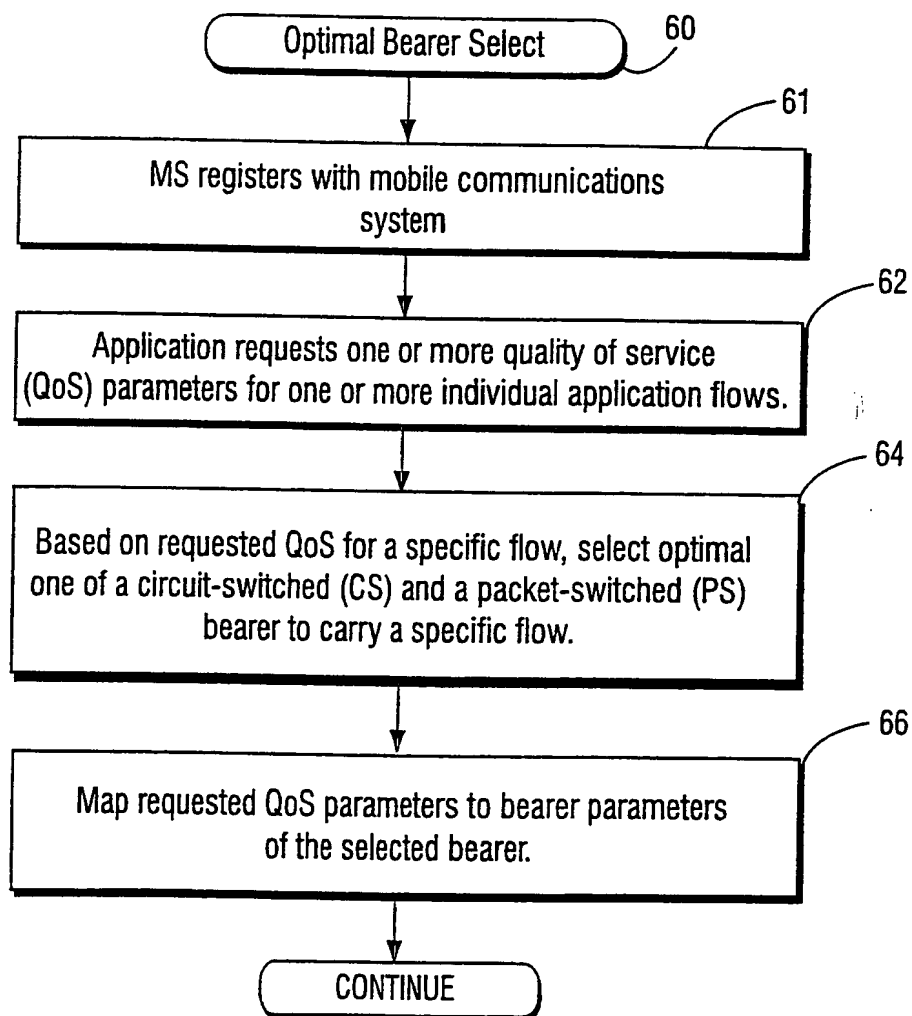 Optimal Bearer Select
60
61
MS registers with mobile communications
system
62
Application requests one or more quality of service
(QoS) parameters for one or more individual application flows.
64
Based on requested QoS for a specific flow, select optimal
one of a circuit-switched (CS) and a packet-switched (PS)
bearer to carry a specific flow.
66
Map requested QoS parameters to bearer parameters
of the selected bearer.
CONTINUE